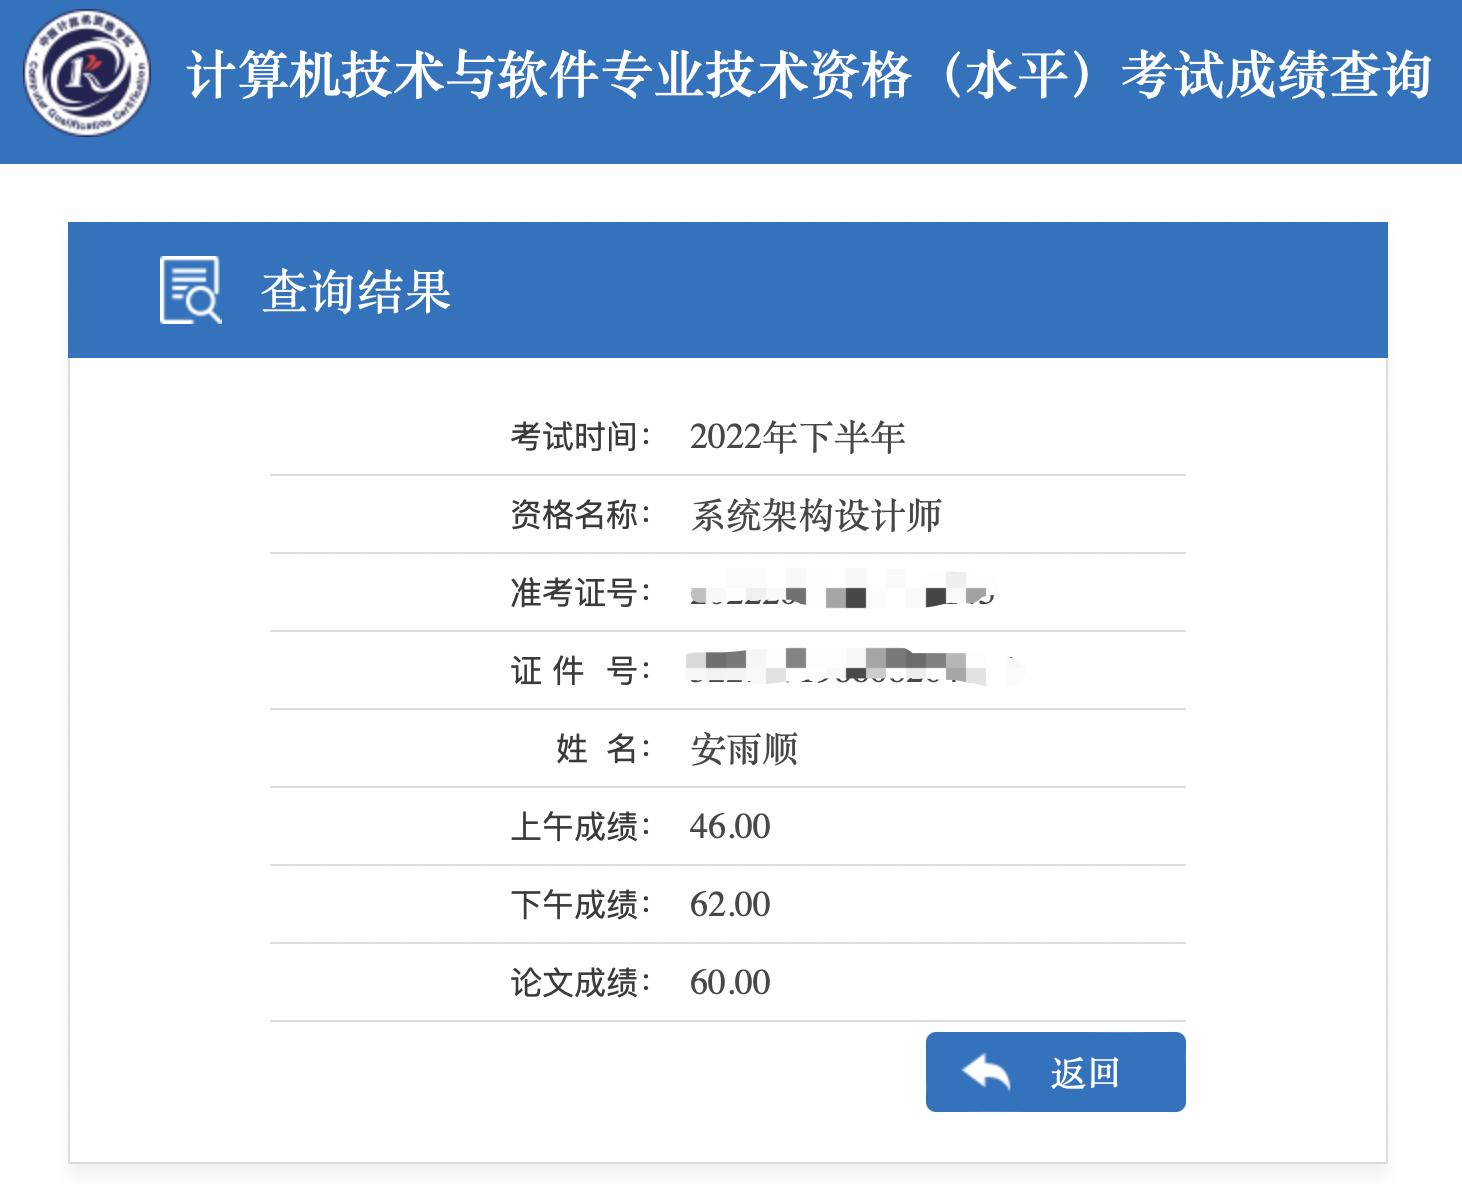 计算机技术与软件专业技术资格（水平）考试成绩查询
查询结果
考试时间： 2022年下半年
资格名称： 系统架构设计师
准考证号：
证 件 号：
姓 名： 安雨顺
上午成绩： 46.00
下午成绩： 62.00
论文成绩： 60.00
返回